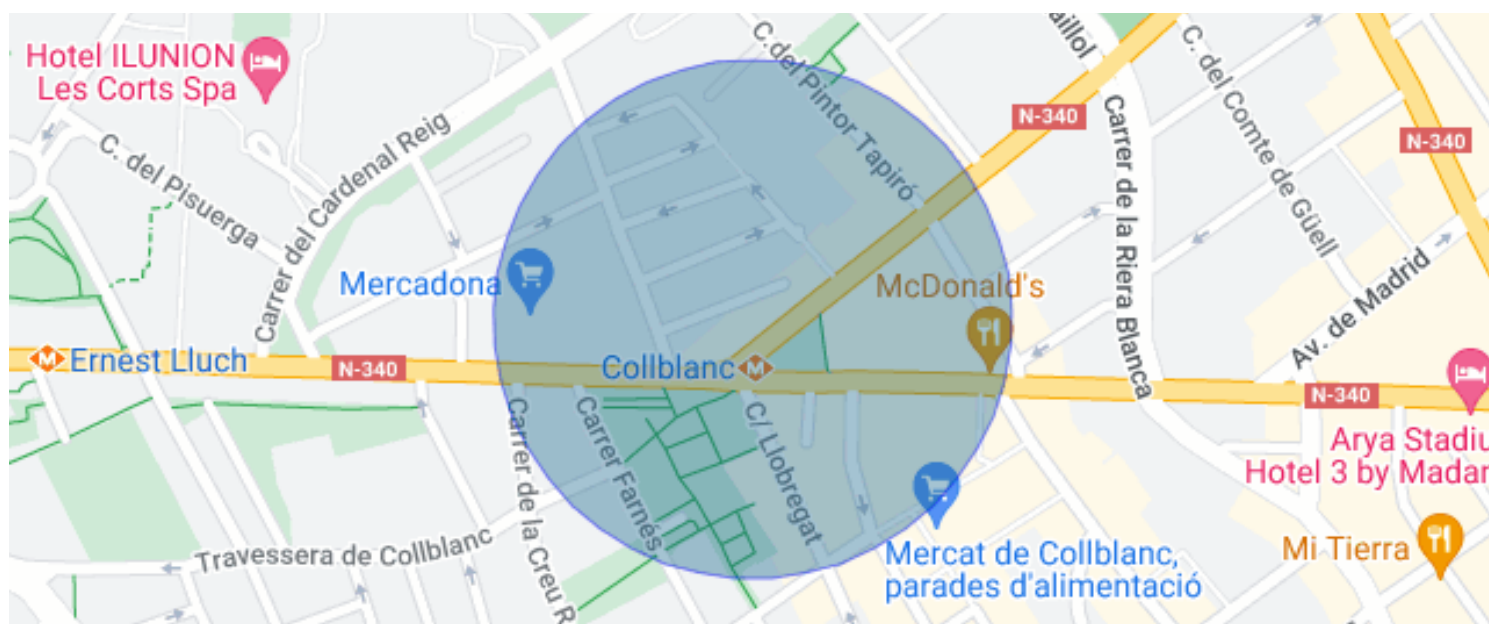 Hotel ILUNION
Les Corts Spa
C. del Pisuerga
Carrer del Cardenal Reig
C. del Pintor Tapiró
aillol
C. del Comte de Güell
N-340
N-340
Carrer de la Riera Blanca
Mercadona
McDonald's
Av. de Madrid
Ernest Lluch
N-340
Collblanc
N-340
Carrer de la Creu R
Carrer Farnés
C/ Llobregat
Arya Stadiu
Hotel 3 by Madan
Travessera de Collblanc
Mercat de Collblanc,
parades d'alimentació
Mi Tierra